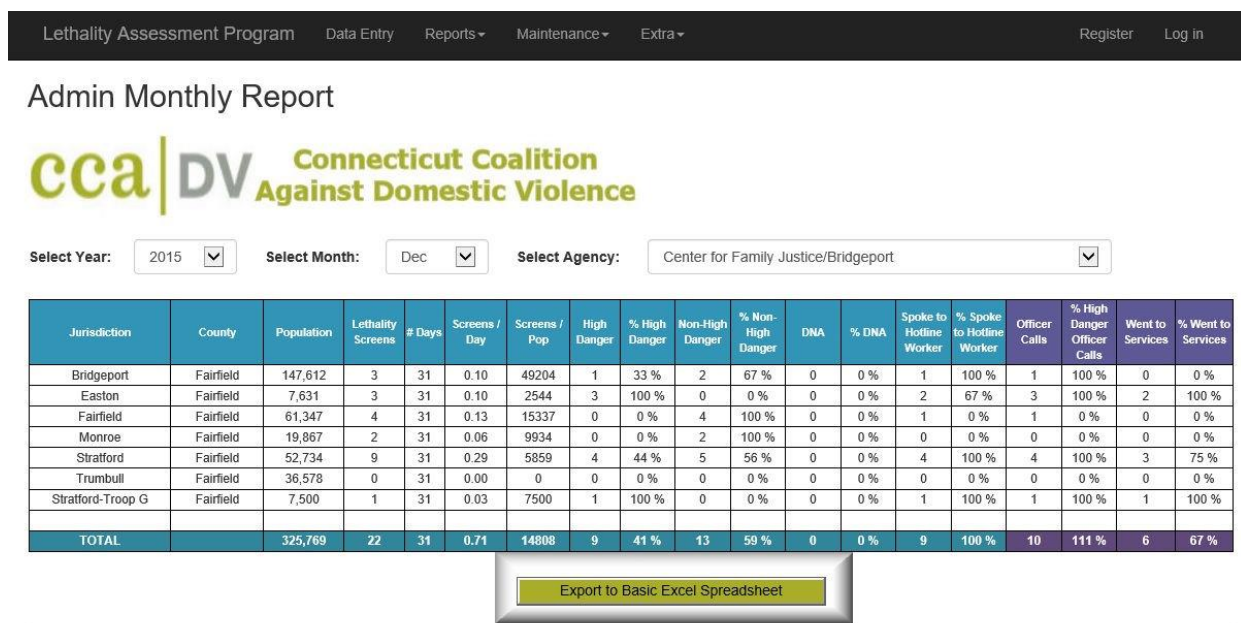 Lethality Assessment Program Data Entry Reports Maintenance Extra Register Log in
Admin Monthly Report
cca DV Connecticut Coalition
Against Domestic Violence
Select Year: 2015 Select Month: Dec Select Agency: Center for Family Justice/Bridgeport
Jurisdiction County Population Lethality Screens # Days Screens / Day Screens / Pop High Danger % High Danger Non-High Danger % Non-High Danger DNA % DNA Spoke to Hotline Worker % Spoke to Hotline Worker Officer Calls % High Danger Officer Calls Went to Services % Went to Services
Bridgeport Fairfield 147,612 3 31 0.10 49204 1 33 % 2 67 % 0 0 % 1 100 % 1 100 % 0 0 %
Easton Fairfield 7,631 3 31 0.10 2544 3 100 % 0 0 % 0 0 % 2 67 % 3 100 % 2 100 %
Fairfield Fairfield 61,347 4 31 0.13 15337 0 0 % 4 100 % 0 0 % 1 0 % 1 0 % 0 0 %
Monroe Fairfield 19,867 2 31 0.06 9934 0 0 % 2 100 % 0 0 % 0 0 % 0 0 % 0 0 %
Stratford Fairfield 52,734 9 31 0.29 5859 4 44 % 5 56 % 0 0 % 4 100 % 4 100 % 3 75 %
Trumbull Fairfield 36,578 0 31 0.00 0 0 0 % 0 0 % 0 0 % 0 0 % 0 0 % 0 0 %
Stratford-Troop G Fairfield 7,500 1 31 0.03 7500 1 100 % 0 0 % 0 0 % 1 100 % 1 100 % 1 100 %
TOTAL 325,769 22 31 0.71 14808 9 41 % 13 59 % 0 0 % 9 100 % 10 111 % 6 67 %
Export to Basic Excel Spreadsheet